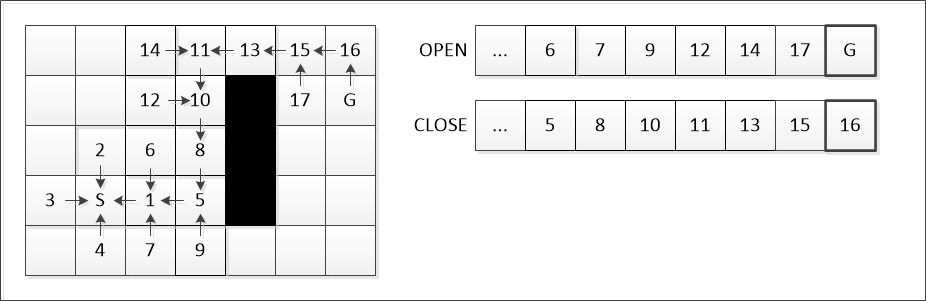 14 11 13 15 16
12 10 17 G
2 6 8
3 S 1 5
4 7 9
OPEN ... 6 7 9 12 14 17 G
CLOSE ... 5 8 10 11 13 15 16